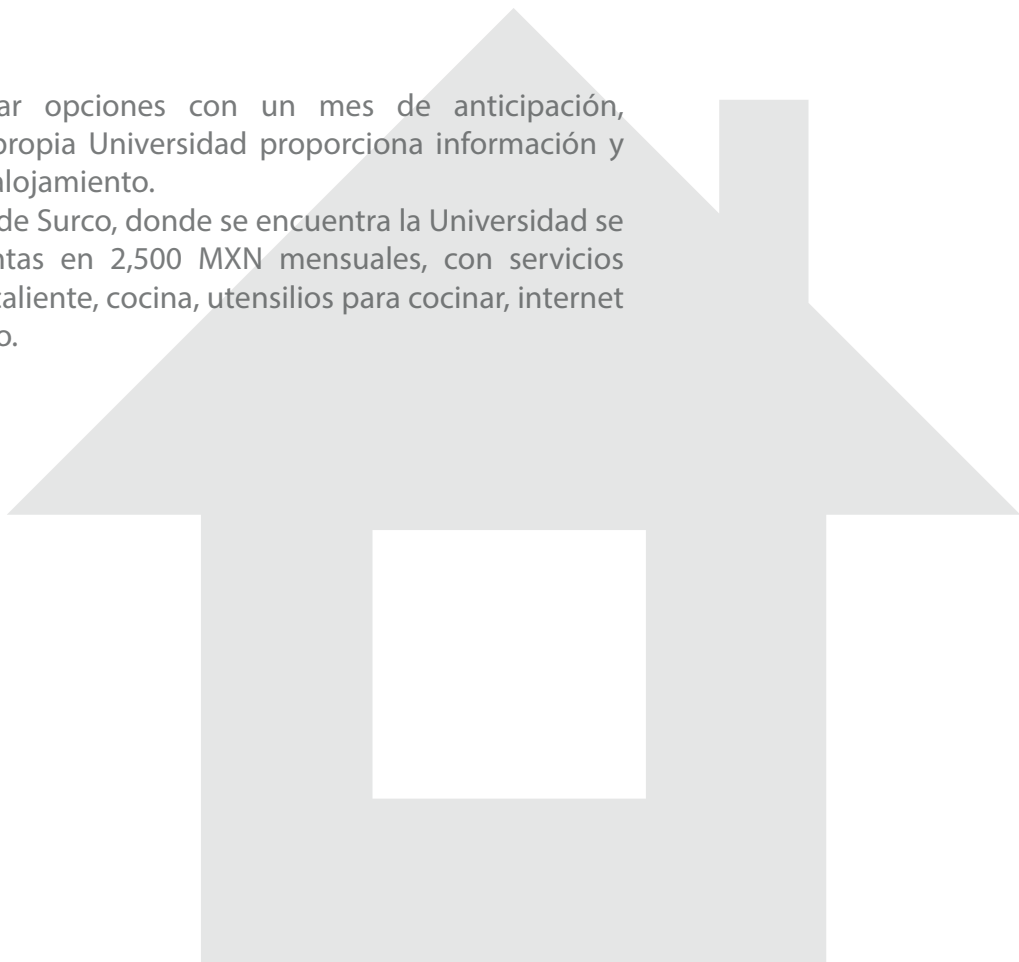 ar opciones con un mes de anticipación,
propia Universidad proporciona información y
alojamiento.
de Surco, donde se encuentra la Universidad se
ntas en 2,500 MXN mensuales, con servicios
caliente, cocina, utensilios para cocinar, internet
o.